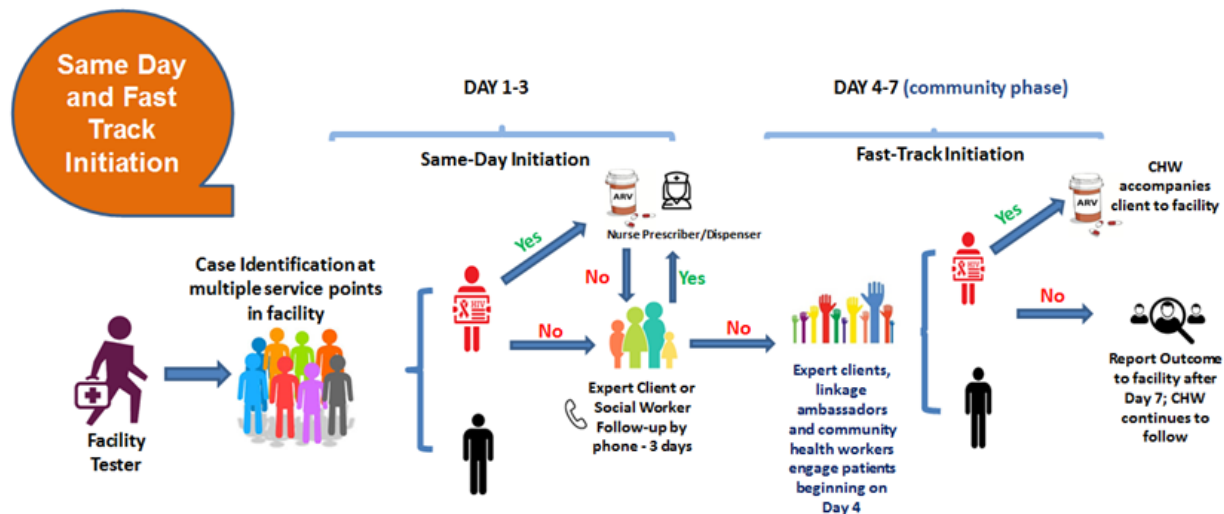 Same Day
and Fast
Track
Initiation
DAY 1-3
DAY 4-7 (community phase)
Same-Day Initiation
Fast-Track Initiation
ARV
Nurse Prescriber/Dispenser
ARV
CHW
accompanies
client to facility
Case Identification at
multiple service points
in facility
Yes
No
Yes
Yes
HIV
HIV
No
No
No
Facility
Tester
Expert Client or
Social Worker
Follow-up by
phone - 3 days
Expert clients,
linkage
ambassadors
and community
health workers
engage patients
beginning on
Day 4
Report Outcome
to facility after
Day 7; CHW
continues to
follow